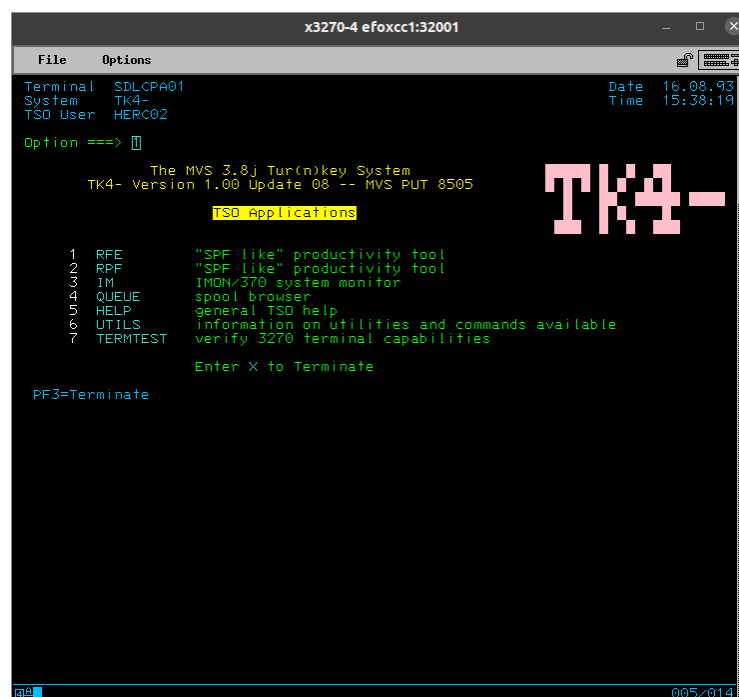 x3270-4 efoxcc1:32001
File Options
Terminal SDLCPA01 Date 16.08.93
System TK4- Time 15:38:19
TSO User HERC02
Option ===> 1
The MVS 3.8j Tur(n)key System
TK4- Version 1.00 Update 08 -- MVS PUT 8505
TK4-
TSO Applications
1 RFE "SPF like" productivity tool
2 RPF "SPF like" productivity tool
3 IM IMON/370 system monitor
4 QUEUE spool browser
5 HELP general TSO help
6 UTILS information on utilities and commands available
7 TERMTEST verify 3270 terminal capabilities
Enter X to Terminate
PF3=Terminate
4A 005/014